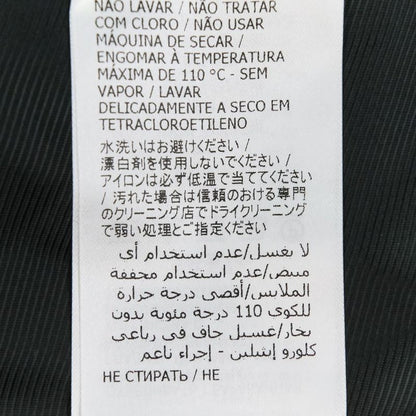 NÃO LAVAR / NÃO TRATAR
COM CLORO / NÃO USAR
MÁQUINA DE SECAR /
ENGOMAR À TEMPERATURA
MÁXIMA DE 110 °C - SEM
VAPOR / LAVAR
DELICADAMENTE A SECO EM
TETRACLOROETILENO
水洗いはお避けください /
漂白剤を使用しないでください /
アイロンは必ず低温で当ててください
/ 汚れた場合は信頼のおける専門
のクリーニング店でドライクリーニング
で弱い処理とご指定ください
لا يغسل/عدم استخدام أي
مبيض/عدم استخدام مجففة
الملابس/أقصى درجة حرارة
للكوي 110 درجة مئوية بدون
بخار/غسيل جاف في رباعي
كلورو إيثيلين - إجراء ناعم
НЕ СТИРАТЬ / НЕ